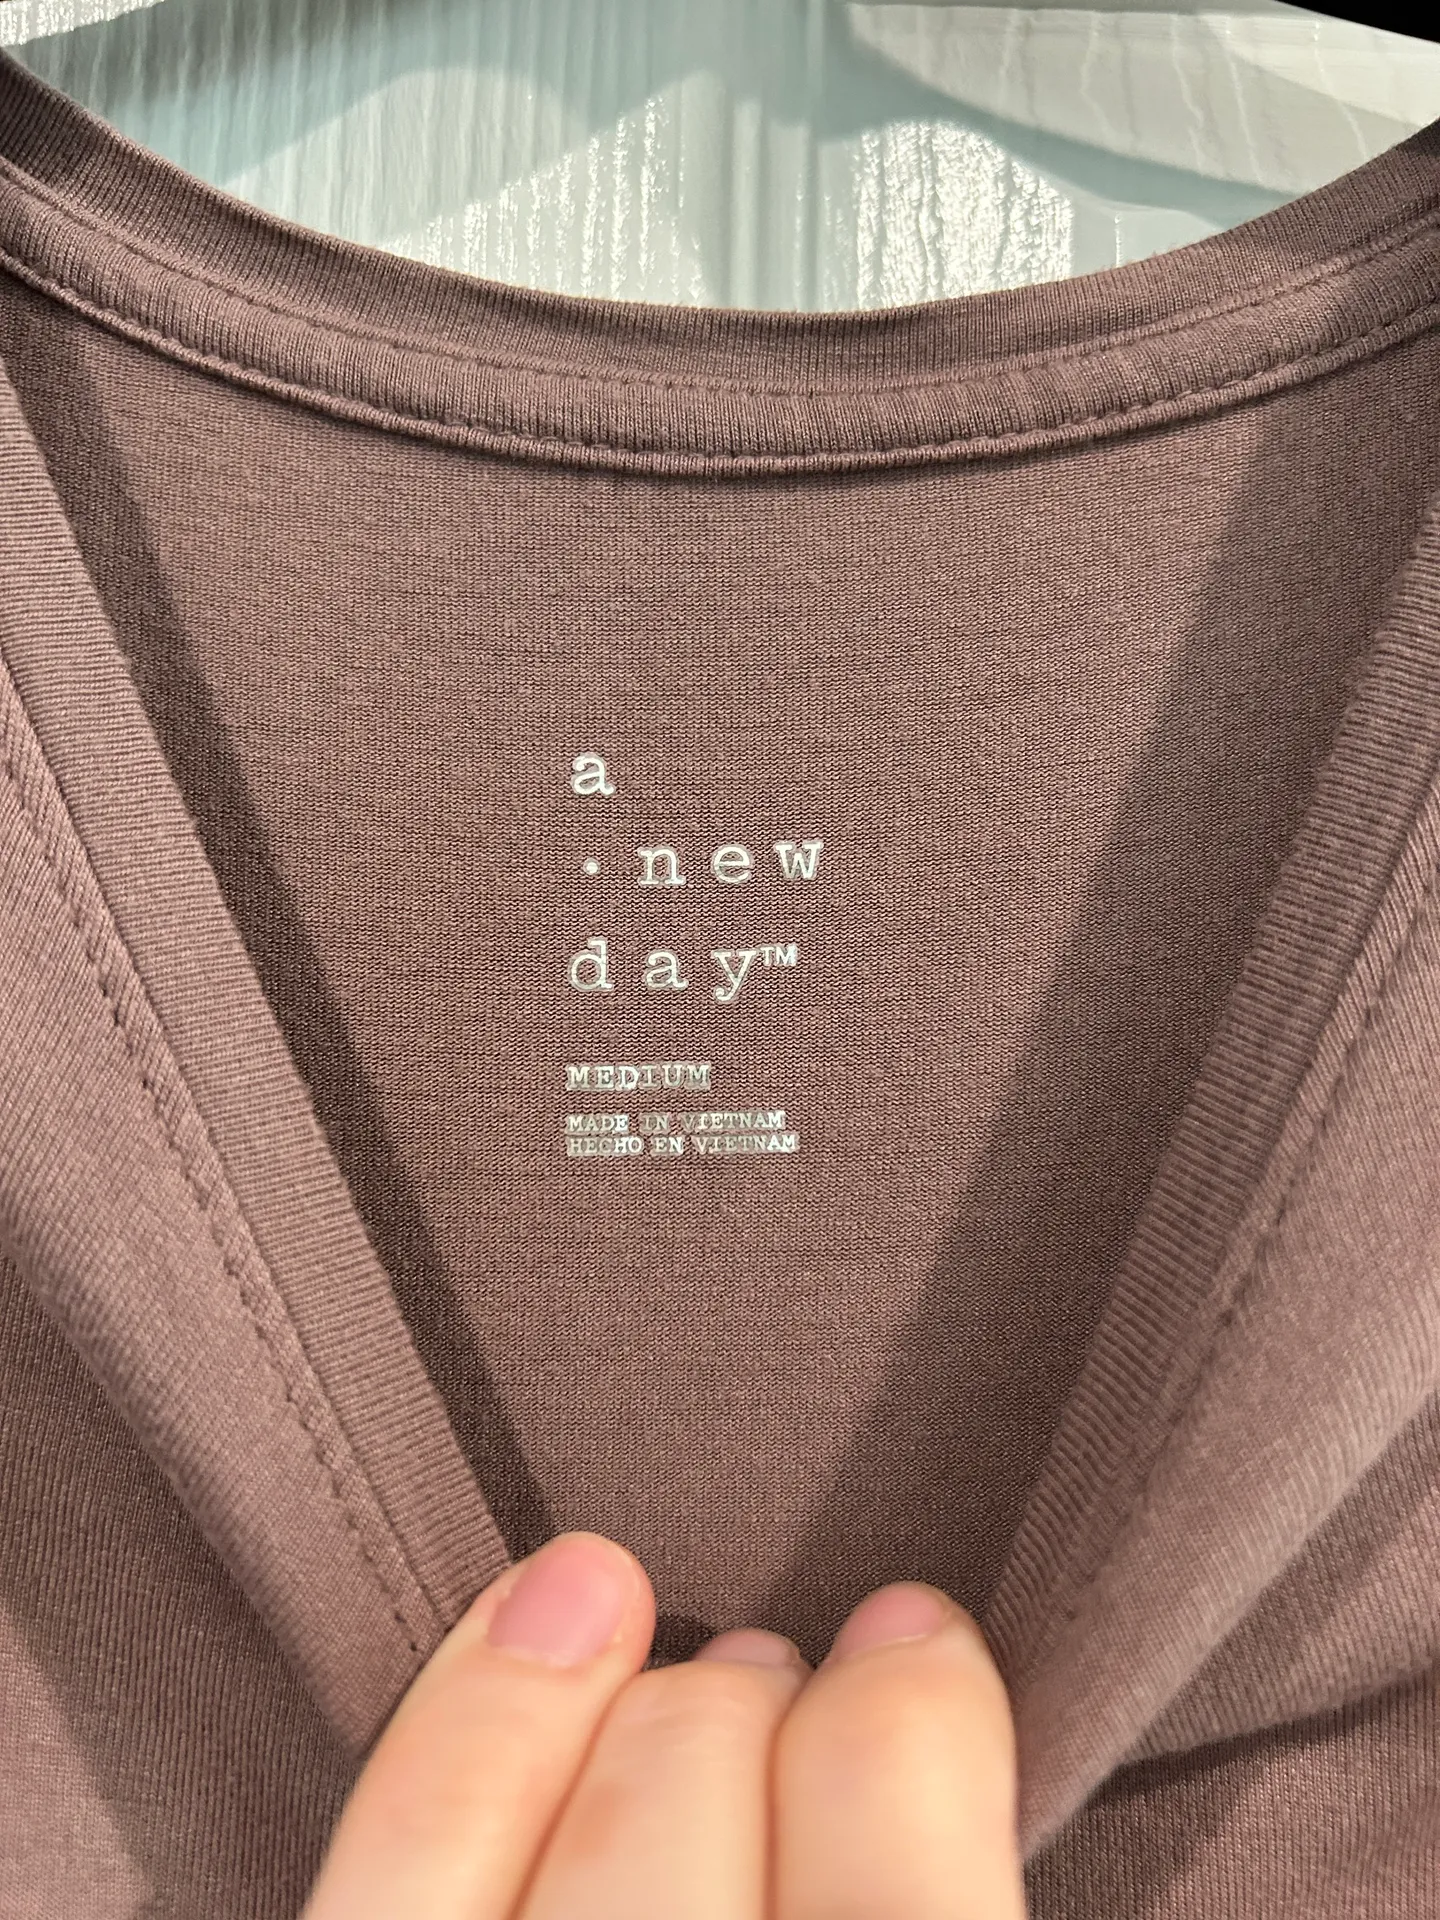 a
· new
day™
MEDIUM
MADE IN VIETNAM
HECHO EN VIETNAM